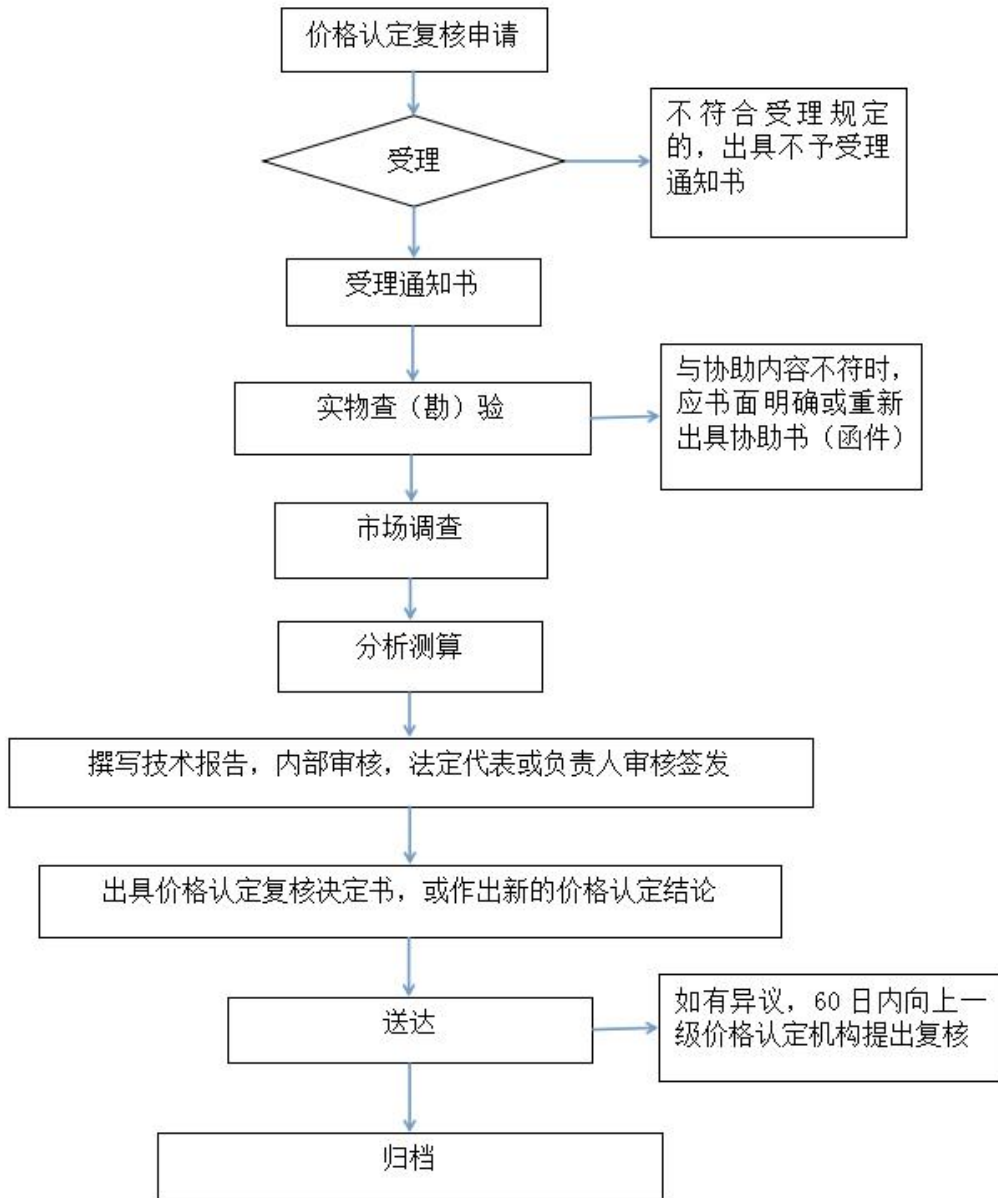 价格认定复核申请
受理
不符合受理规定
的，出具不予受理
通知书
受理通知书
实物查（勘）验
与协助内容不符时，
应书面明确或重新
出具协助书（函件）
市场调查
分析测算
撰写技术报告，内部审核，法定代表或负责人审核签发
出具价格认定复核决定书，或作出新的价格认定结论
送达
如有异议，60 日内向上一
级价格认定机构提出复核
归档